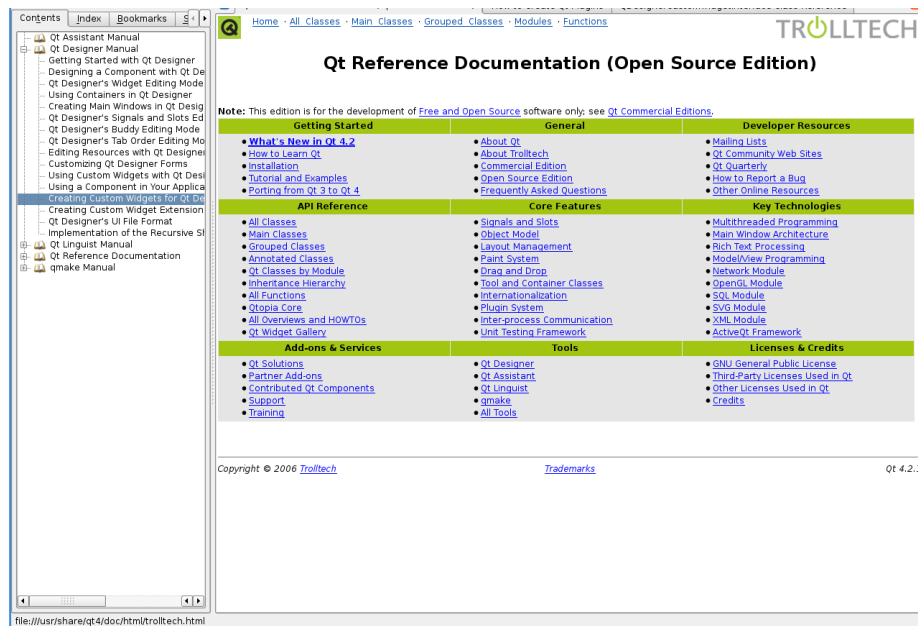 Contents Index Bookmarks S
Qt Assistant Manual
Qt Designer Manual
Getting Started with Qt Designer
Designing a Component with Qt De
Qt Designer's Widget Editing Mode
Using Containers in Qt Designer
Creating Main Windows in Qt Desig
Qt Designer's Signals and Slots Ed
Qt Designer's Buddy Editing Mode
Qt Designer's Tab Order Editing Mo
Editing Resources with Qt Designer
Customizing Qt Designer Forms
Using Custom Widgets with Qt Desi
Using a Component in Your Applica
Creating Custom Widgets for Qt De
Creating Custom Widget Extension
Qt Designer's UI File Format
Implementation of the Recursive Sh
Qt Linguist Manual
Qt Reference Documentation
qmake Manual
file:///usr/share/qt4/doc/html/trolltech.html
Home · All Classes · Main Classes · Grouped Classes · Modules · Functions
TROLLTECH
Qt Reference Documentation (Open Source Edition)
Note: This edition is for the development of Free and Open Source software only; see Qt Commercial Editions.
Getting Started
What's New in Qt 4.2
How to Learn Qt
Installation
Tutorial and Examples
Porting from Qt 3 to Qt 4
General
About Qt
About Trolltech
Commercial Edition
Open Source Edition
Frequently Asked Questions
Developer Resources
Mailing Lists
Qt Community Web Sites
Qt Quarterly
How to Report a Bug
Other Online Resources
API Reference
All Classes
Main Classes
Grouped Classes
Annotated Classes
Qt Classes by Module
Inheritance Hierarchy
All Functions
Qtopia Core
All Overviews and HOWTOs
Qt Widget Gallery
Core Features
Signals and Slots
Object Model
Layout Management
Paint System
Drag and Drop
Tool and Container Classes
Internationalization
Plugin System
Inter-process Communication
Unit Testing Framework
Key Technologies
Multithreaded Programming
Main Window Architecture
Rich Text Processing
Model/View Programming
Network Module
OpenGL Module
SQL Module
SVG Module
XML Module
ActiveQt Framework
Add-ons & Services
Qt Solutions
Partner Add-ons
Contributed Qt Components
Support
Training
Tools
Qt Designer
Qt Assistant
Qt Linguist
qmake
All Tools
Licenses & Credits
GNU General Public License
Third-Party Licenses Used in Qt
Other Licenses Used in Qt
Credits
Copyright © 2006 Trolltech Trademarks Qt 4.2.